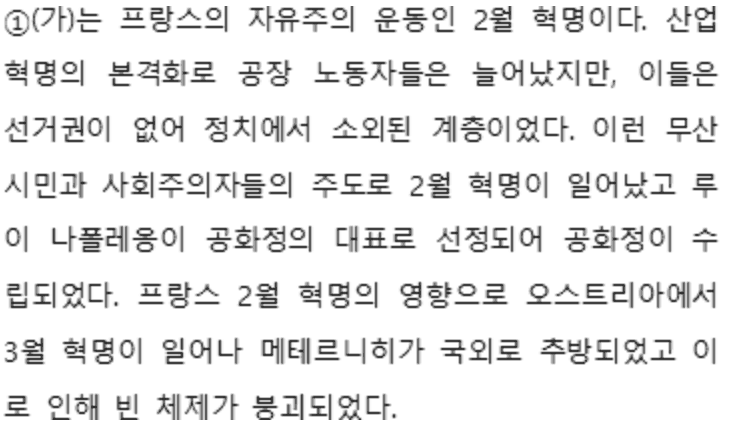 ①(가)는 프랑스의 자유주의 운동인 2월 혁명이다. 산업
혁명의 본격화로 공장 노동자들은 늘어났지만, 이들은
선거권이 없어 정치에서 소외된 계층이었다. 이런 무산
시민과 사회주의자들의 주도로 2월 혁명이 일어났고 루
이 나폴레옹이 공화정의 대표로 선정되어 공화정이 수
립되었다. 프랑스 2월 혁명의 영향으로 오스트리아에서
3월 혁명이 일어나 메테르니히가 국외로 추방되었고 이
로 인해 빈 체제가 붕괴되었다.